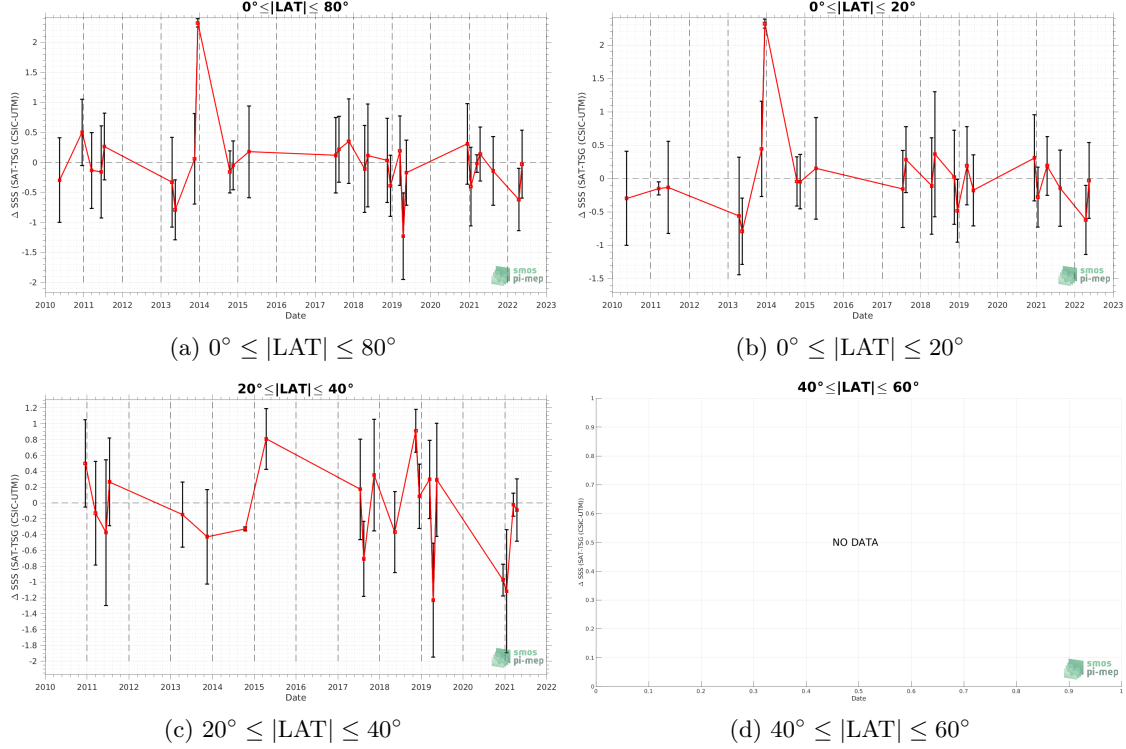 0°≤|LAT|≤ 80°
Δ SSS (SAT-TSG (CSIC-UTM))
2
1.5
1
0.5
0
-0.5
-1
-1.5
-2
2010 2011 2012 2013 2014 2015 2016 2017 2018 2019 2020 2021 2022 2023
Date
smos
pi-mep
(a) 0° ≤ |LAT| ≤ 80°
0°≤|LAT|≤ 20°
Δ SSS (SAT-TSG (CSIC-UTM))
2
1.5
1
0.5
0
-0.5
-1
-1.5
2010 2011 2012 2013 2014 2015 2016 2017 2018 2019 2020 2021 2022 2023
Date
smos
pi-mep
(b) 0° ≤ |LAT| ≤ 20°
20°≤|LAT|≤ 40°
Δ SSS (SAT-TSG (CSIC-UTM))
1.2
1
0.8
0.6
0.4
0.2
0
-0.2
-0.4
-0.6
-0.8
-1
-1.2
-1.4
-1.6
-1.8
-2
2010 2011 2012 2013 2014 2015 2016 2017 2018 2019 2020 2021 2022
Date
smos
pi-mep
(c) 20° ≤ |LAT| ≤ 40°
40°≤|LAT|≤ 60°
Δ SSS (SAT-TSG (CSIC-UTM))
1
0.9
0.8
0.7
0.6
0.5
0.4
0.3
0.2
0.1
0
NO DATA
0 0.1 0.2 0.3 0.4 0.5 0.6 0.7 0.8 0.9 1
Date
smos
pi-mep
(d) 40° ≤ |LAT| ≤ 60°